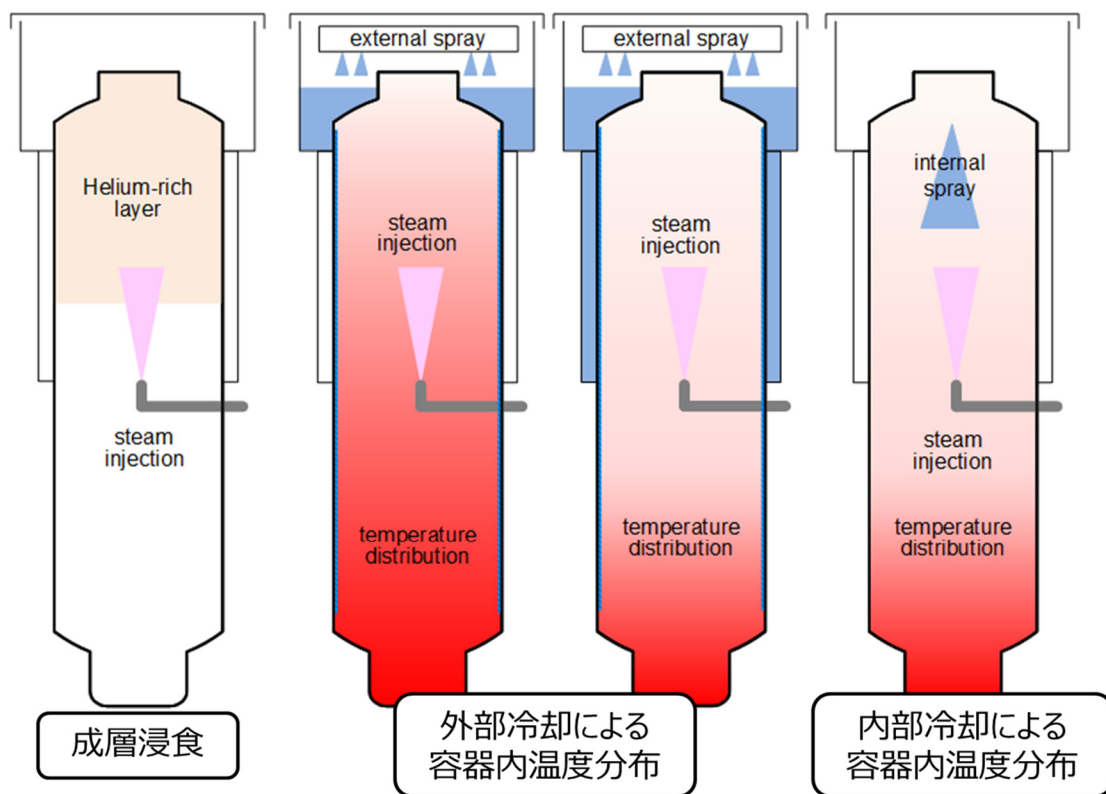 Helium-rich
layer
steam
injection
成層浸食
external spray
steam
injection
temperature
distribution
external spray
steam
injection
temperature
distribution
外部冷却による
容器内温度分布
internal
spray
steam
injection
temperature
distribution
内部冷却による
容器内温度分布